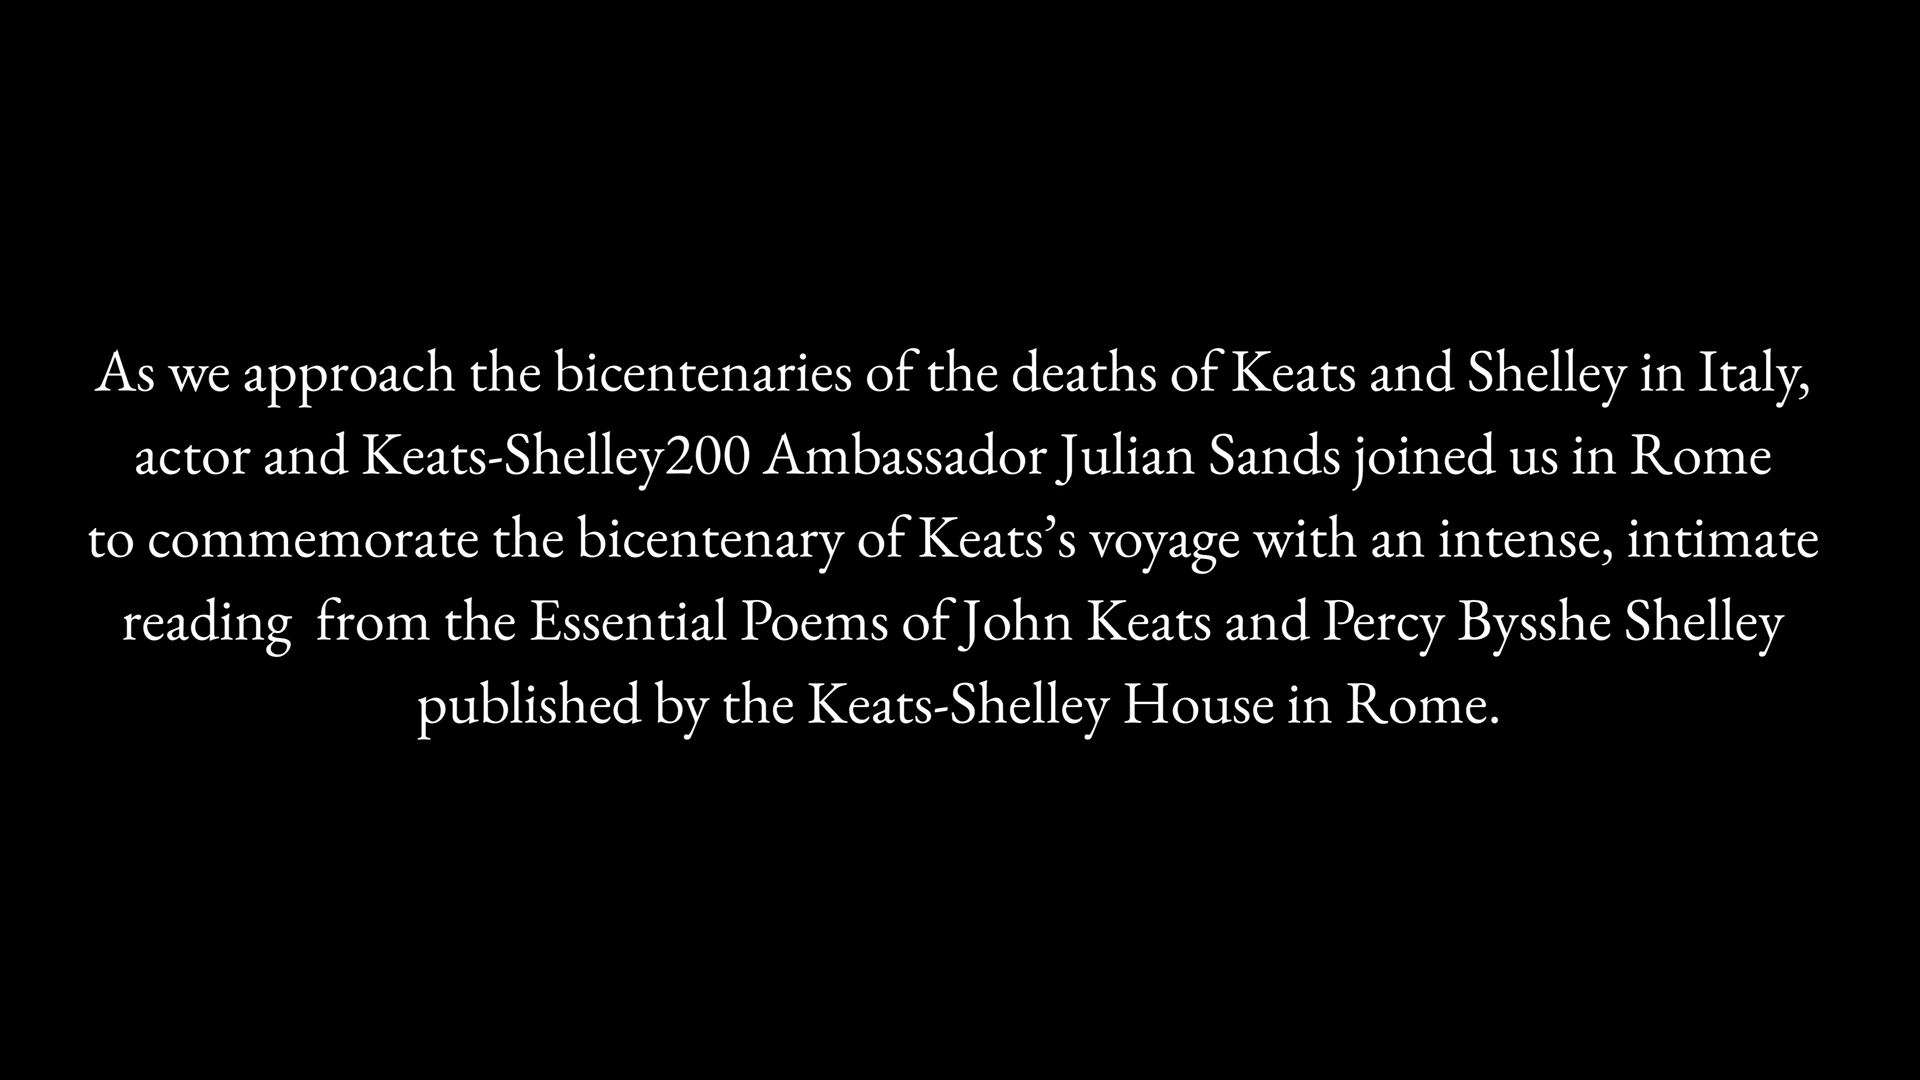 As we approach the bicentenaries of the deaths of Keats and Shelley in Italy,
actor and Keats-Shelley200 Ambassador Julian Sands joined us in Rome
to commemorate the bicentenary of Keats’s voyage with an intense, intimate
reading  from the Essential Poems of John Keats and Percy Bysshe Shelley
published by the Keats-Shelley House in Rome.